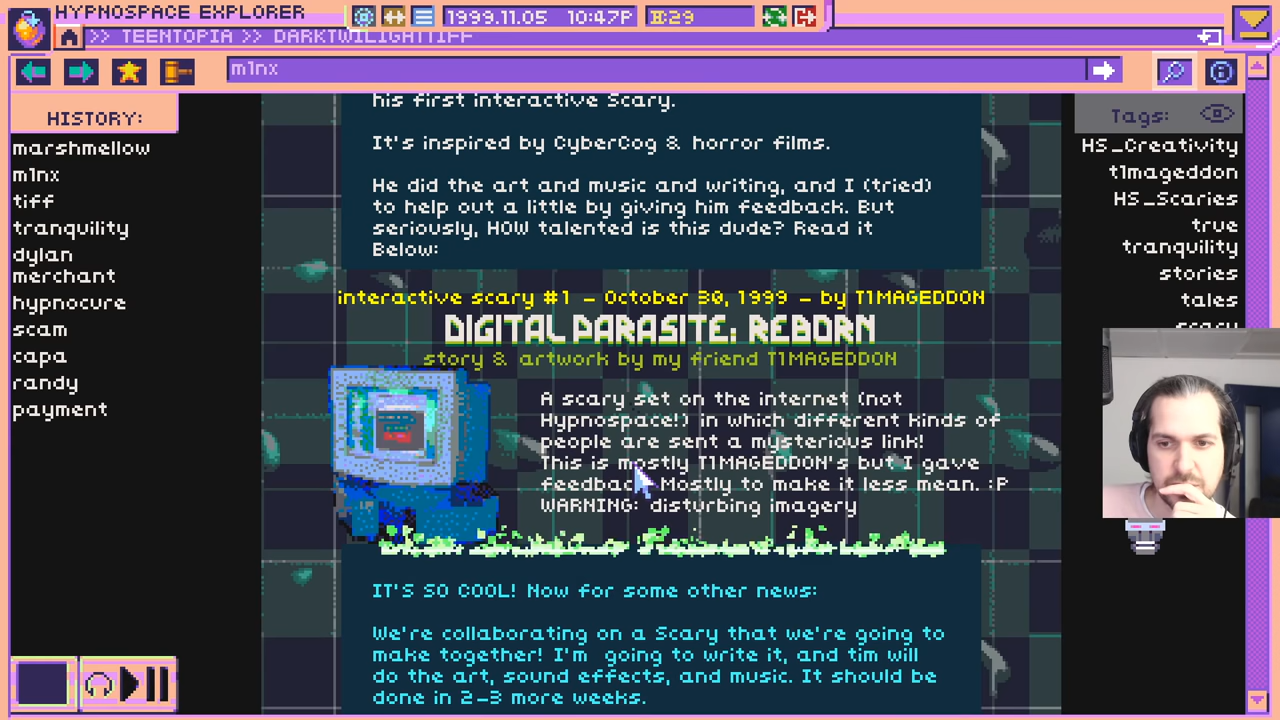 HYPNOSPACE EXPLORER
1999.11.05 10:47P
29
>> TEENTOPIA >> DARKTWILIGHTTIFF
m1nx
HISTORY:
marshmellow
m1nx
tiff
tranquility
dylan
merchant
hypnocure
scam
capa
randy
payment
his first interactive Scary.
It's inspired by CyberCog & horror films.
He did the art and music and writing, and I (tried)
to help out a little by giving him feedback. But
seriously, HOW talented is this dude? Read it
Below:
interactive scary #1 - October 30, 1999 - by T1MAGEDDON
DIGITAL PARASITE: REBORN
story & artwork by my friend T1MAGEDDON
A scary set on the internet (not
Hypnospace!) in which different kinds of
people are sent a mysterious link!
This is mostly T1MAGEDDON's but I gave
feedback. Mostly to make it less mean. :P
WARNING: disturbing imagery
IT'S SO COOL! Now for some other news:
We're collaborating on a Scary that we're going to
make together! I'm going to write it, and tim will
do the art, sound effects, and music. It should be
done in 2-3 more weeks.
Tags:
HS_Creativity
t1mageddon
HS_Scaries
true
tranquility
stories
tales
scary